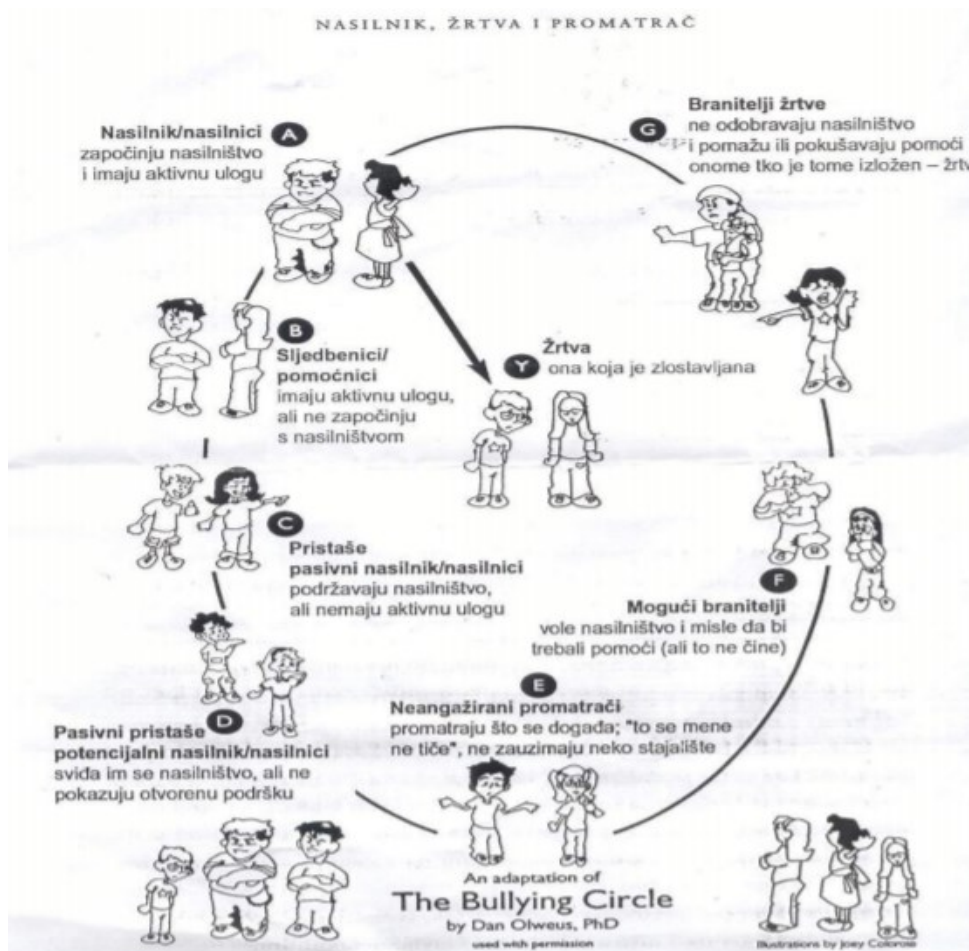 NASILNIK, ŽRTVA I PROMATRAČ
A
Nasilnik/nasilnici
započinju nasilništvo
i imaju aktivnu ulogu
G
Branitelji žrtve
ne odobravaju nasilništvo
i pomažu ili pokušavaju pomoći
onome tko je tome izložen – žrtv
B
Sljedbenici/
pomoćnici
imaju aktivnu ulogu,
ali ne započinju
s nasilništvom
Y
Žrtva
ona koja je zlostavljana
C
Pristaše
pasivni nasilnik/nasilnici
podržavaju nasilništvo,
ali nemaju aktivnu ulogu
F
Mogući branitelji
vole nasilništvo i misle da bi
trebali pomoći (ali to ne čine)
D
Pasivni pristaše
potencijalni nasilnik/nasilnici
sviđa im se nasilništvo, ali ne
pokazuju otvorenu podršku
E
Neangažirani promatrači
promatraju što se događa; "to se mene
ne tiče", ne zauzimaju neko stajalište
An adaptation of
The Bullying Circle
by Dan Olweus, PhD
used with permission
Illustrations by Joey Coloroso